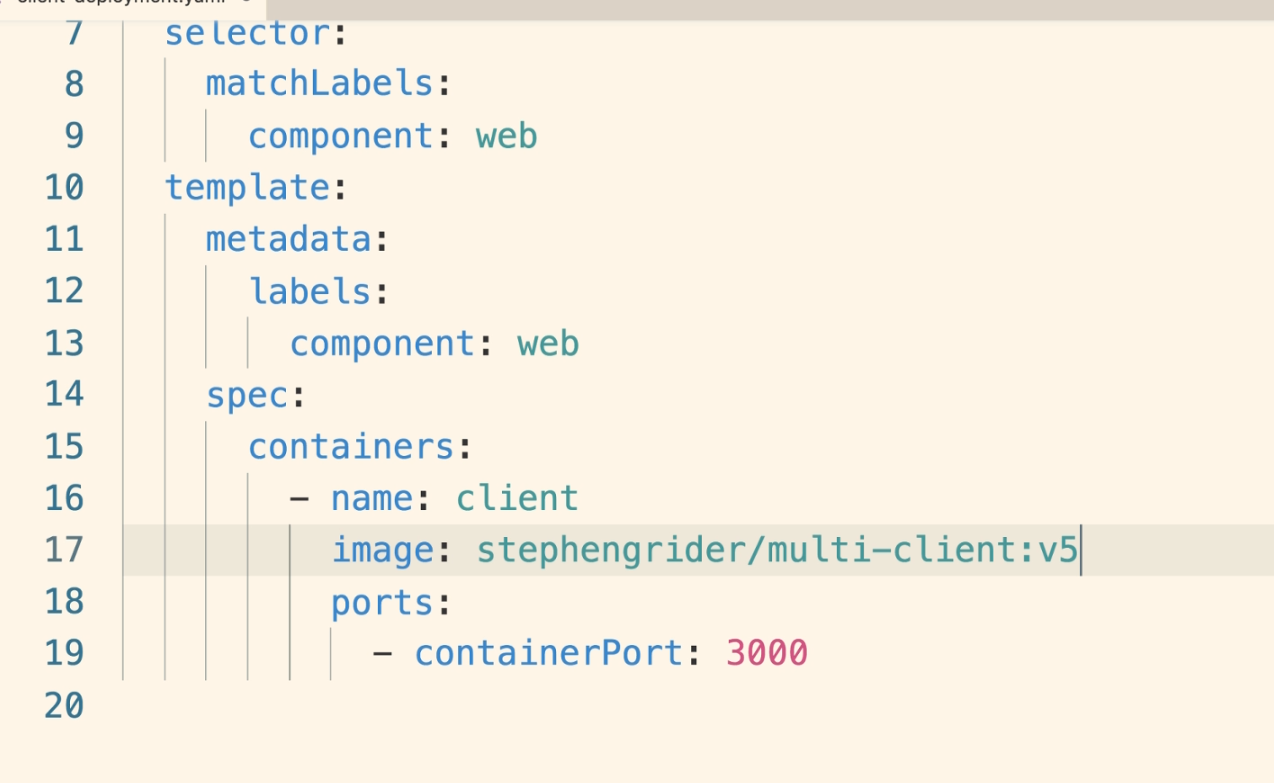 client-deployment.yaml
7 selector:
8 matchLabels:
9 component: web
10 template:
11 metadata:
12 labels:
13 component: web
14 spec:
15 containers:
16 - name: client
17 image: stephengrider/multi-client:v5
18 ports:
19 - containerPort: 3000
20